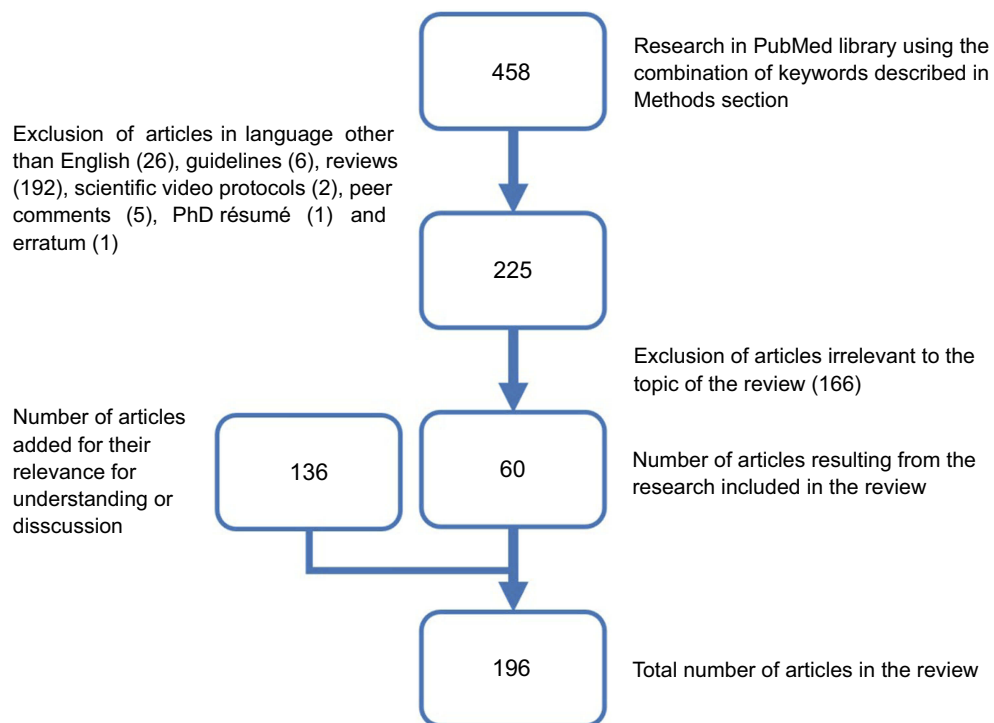 458
Research in PubMed library using the
combination of keywords described in
Methods section
Exclusion of articles in language other
than English (26), guidelines (6), reviews
(192), scientific video protocols (2), peer
comments (5), PhD résumé (1) and
erratum (1)
225
Exclusion of articles irrelevant to the
topic of the review (166)
Number of articles
added for their
relevance for
understanding or
disscussion
136
60
Number of articles resulting from the
research included in the review
196
Total number of articles in the review